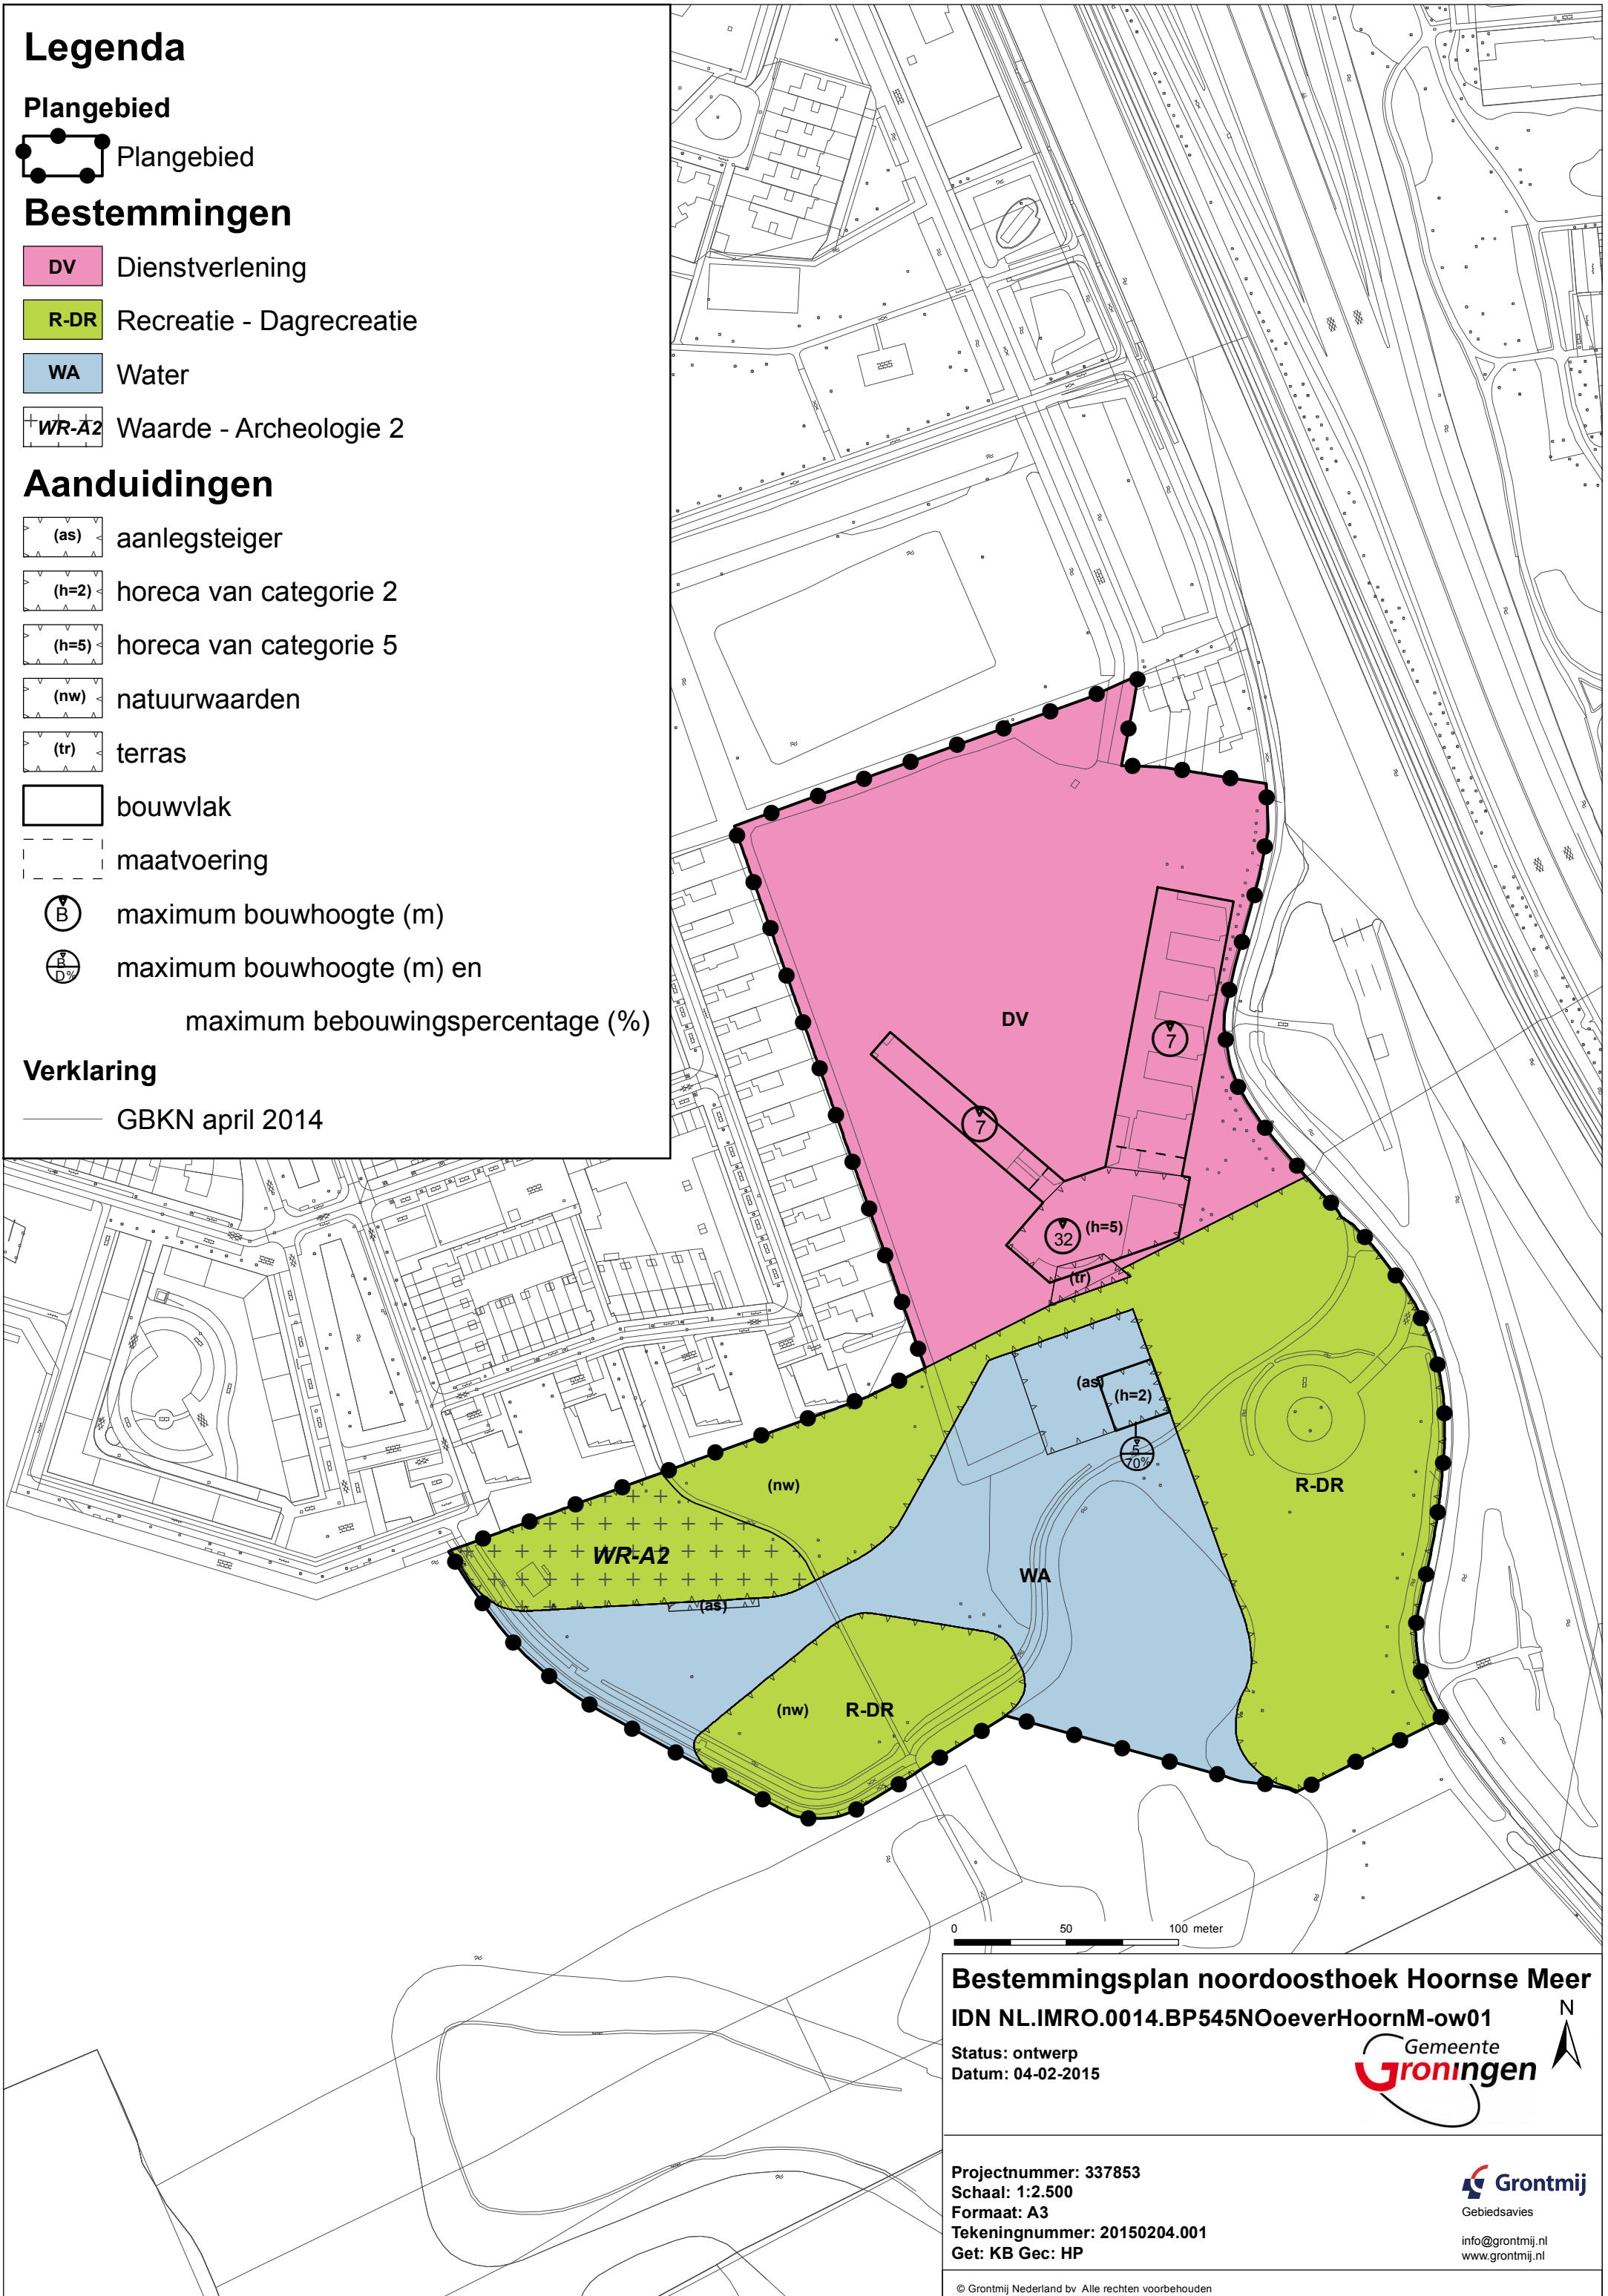 Legenda
Plangebied
Plangebied
Bestemmingen
DV Dienstverlening
R-DR Recreatie - Dagrecreatie
WA Water
WR-A2 Waarde - Archeologie 2
Aanduidingen
(as) aanlegsteiger
(h=2) horeca van categorie 2
(h=5) horeca van categorie 5
(nw) natuurwaarden
(tr) terras
bouwvlak
maatvoering
B maximum bouwhoogte (m)
B D% maximum bouwhoogte (m) en
maximum bebouwingspercentage (%)
Verklaring
GBKN april 2014
DV
7
7
32 (h=5)
(tr)
(as)
(h=2)
5
70%
(nw)
R-DR
WR-A2
WA
(as)
(nw) R-DR
0 50 100 meter
Bestemmingsplan noordoosthoek Hoornse Meer
IDN NL.IMRO.0014.BP545NOoeverHoornM-ow01
N
Status: ontwerp
Datum: 04-02-2015
Gemeente
Groningen
Projectnummer: 337853
Schaal: 1:2.500
Formaat: A3
Tekeningnummer: 20150204.001
Get: KB Gec: HP
Grontmij
Gebiedsavies
info@grontmij.nl
www.grontmij.nl
© Grontmij Nederland bv Alle rechten voorbehouden